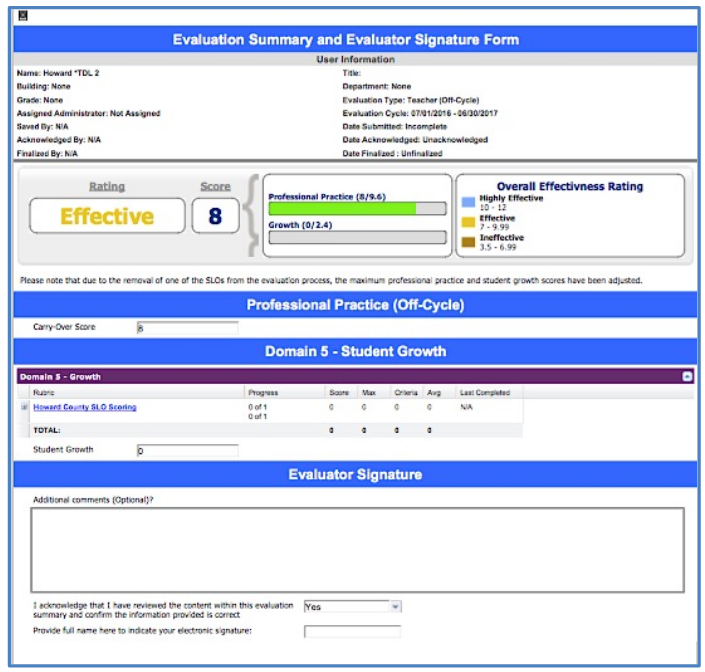 Evaluation Summary and Evaluator Signature Form
User Information
Name: Howard *TDL 2 Title:
Building: None Department: None
Grade: None Evaluation Type: Teacher (Off-Cycle)
Assigned Administrator: Not Assigned Evaluation Cycle: 07/01/2016 - 06/30/2017
Saved By: N/A Date Submitted: Incomplete
Acknowledged By: N/A Date Acknowledged: Unacknowledged
Finalized By: N/A Date Finalized : Unfinalized
Rating Score
Effective 8
Professional Practice (8/9.6)
Growth (0/2.4)
Overall Effectivness Rating
Highly Effective
10 - 12
Effective
7 - 9.99
Ineffective
3.5 - 6.99
Please note that due to the removal of one of the SLOs from the evaluation process, the maximum professional practice and student growth scores have been adjusted.
Professional Practice (Off-Cycle)
Carry-Over Score 8
Domain 5 - Student Growth
Domain 5 - Growth
Rubric Progress Score Max Criteria Avg Last Completed
Howard County SLO Scoring 0 of 1 0 0 0 0 N/A
0 of 1
TOTAL: 0 0 0 0
Student Growth 0
Evaluator Signature
Additional comments (Optional)?
I acknowledge that I have reviewed the content within this evaluation Yes
summary and confirm the information provided is correct
Provide full name here to indicate your electronic signature: